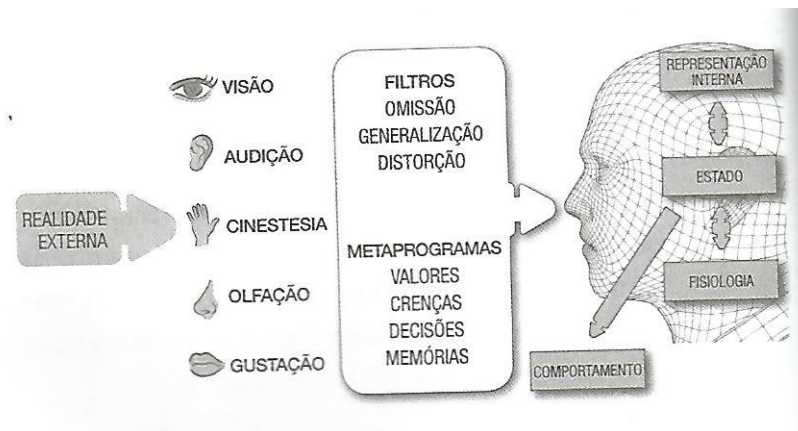 REALIDADE
EXTERNA
VISÃO
AUDIÇÃO
CINESTESIA
OLFAÇÃO
GUSTAÇÃO
FILTROS
OMISSÃO
GENERALIZAÇÃO
DISTORÇÃO
METAPROGRAMAS
VALORES
CRENÇAS
DECISÕES
MEMÓRIAS
REPRESENTAÇÃO
INTERNA
ESTADO
FISIOLOGIA
COMPORTAMENTO